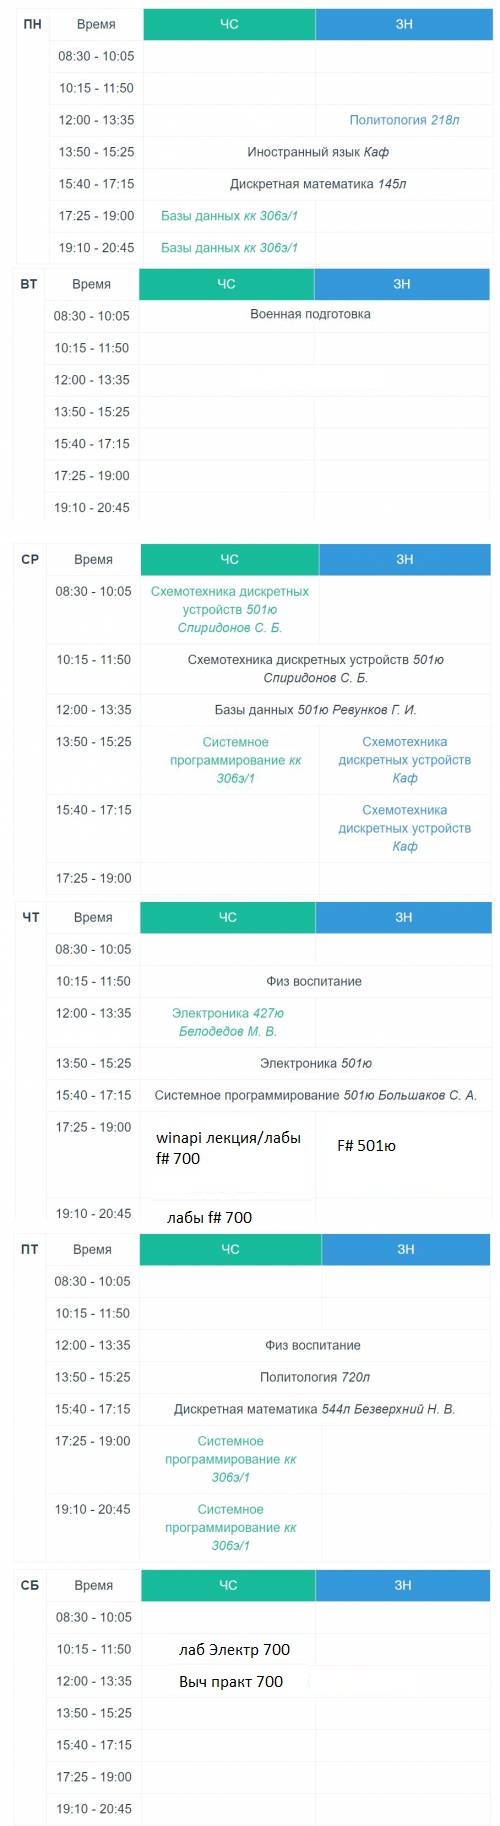 ПН Время ЧС ЗН
08:30 - 10:05
10:15 - 11:50
12:00 - 13:35 Политология 218л
13:50 - 15:25 Иностранный язык Каф
15:40 - 17:15 Дискретная математика 145л
17:25 - 19:00 Базы данных кк 306э/1
19:10 - 20:45 Базы данных кк 306э/1
ВТ Время ЧС ЗН
08:30 - 10:05 Военная подготовка
10:15 - 11:50
12:00 - 13:35
13:50 - 15:25
15:40 - 17:15
17:25 - 19:00
19:10 - 20:45
СР Время ЧС ЗН
08:30 - 10:05 Схемотехника дискретных
устройств 501ю
Спиридонов С. Б.
10:15 - 11:50 Схемотехника дискретных устройств 501ю
Спиридонов С. Б.
12:00 - 13:35 Базы данных 501ю Ревунков Г. И.
13:50 - 15:25 Системное Схемотехника
программирование кк дискретных устройств
306э/1 Каф
15:40 - 17:15 Схемотехника
дискретных устройств
Каф
17:25 - 19:00
ЧТ Время ЧС ЗН
08:30 - 10:05
10:15 - 11:50 Физ воспитание
12:00 - 13:35 Электроника 427ю
Белодедов М. В.
13:50 - 15:25 Электроника 501ю
15:40 - 17:15 Системное программирование 501ю Большаков С. А.
17:25 - 19:00 winapi лекция/лабы F# 501ю
f# 700
19:10 - 20:45 лабы f# 700
ПТ Время ЧС ЗН
08:30 - 10:05
10:15 - 11:50
12:00 - 13:35 Физ воспитание
13:50 - 15:25 Политология 720л
15:40 - 17:15 Дискретная математика 544л Безверхний Н. В.
17:25 - 19:00 Системное
программирование кк
306э/1
19:10 - 20:45 Системное
программирование кк
306э/1
СБ Время ЧС ЗН
08:30 - 10:05
10:15 - 11:50 лаб Электр 700
12:00 - 13:35 Выч практ 700
13:50 - 15:25
15:40 - 17:15
17:25 - 19:00
19:10 - 20:45